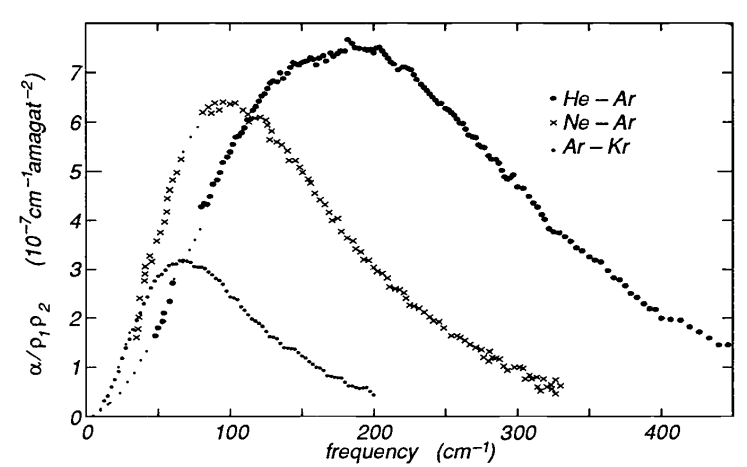 7
6
5
4
3
2
1
0
α/ρ₁ρ₂ (10⁻⁷cm⁻¹amagat⁻²)
• He – Ar
× Ne – Ar
· Ar – Kr
0 100 200 300 400
frequency (cm⁻¹)